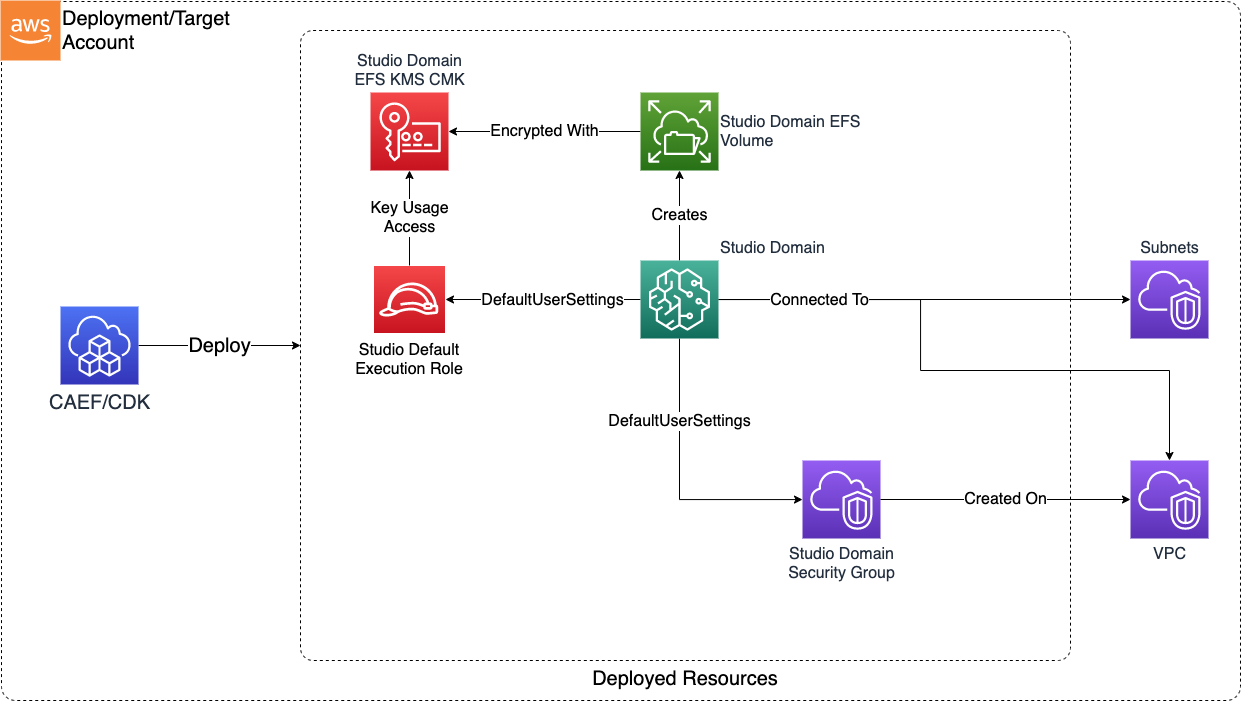 aws
Deployment/Target
Account
Studio Domain
EFS KMS CMK
Encrypted With
Studio Domain EFS
Volume
Key Usage
Access
Creates
Studio Domain
Subnets
DefaultUserSettings
Connected To
Deploy
Studio Default
Execution Role
CAEF/CDK
DefaultUserSettings
Created On
Studio Domain
Security Group
VPC
Deployed Resources